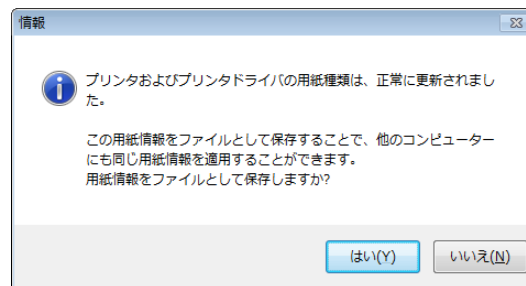 情報
プリンタおよびプリンタドライバの用紙種類は、正常に更新されまし
た。
この用紙情報をファイルとして保存することで、他のコンピューター
にも同じ用紙情報を適用することができます。
用紙情報をファイルとして保存しますか?
はい(Y)
いいえ(N)